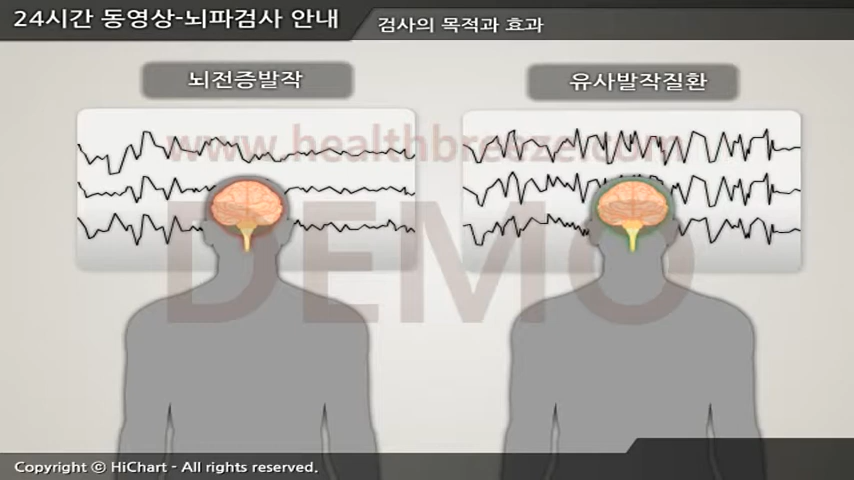 24시간 동영상-뇌파검사 안내
검사의 목적과 효과
뇌전증발작
유사발작질환
www.healthbreeze.com
DEMO
Copyright ⓒ HiChart - All rights reserved.